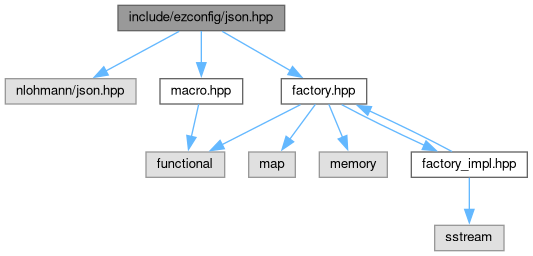 include/ezconfig/json.hpp
nlohmann/json.hpp
macro.hpp
factory.hpp
functional
map
memory
factory_impl.hpp
sstream